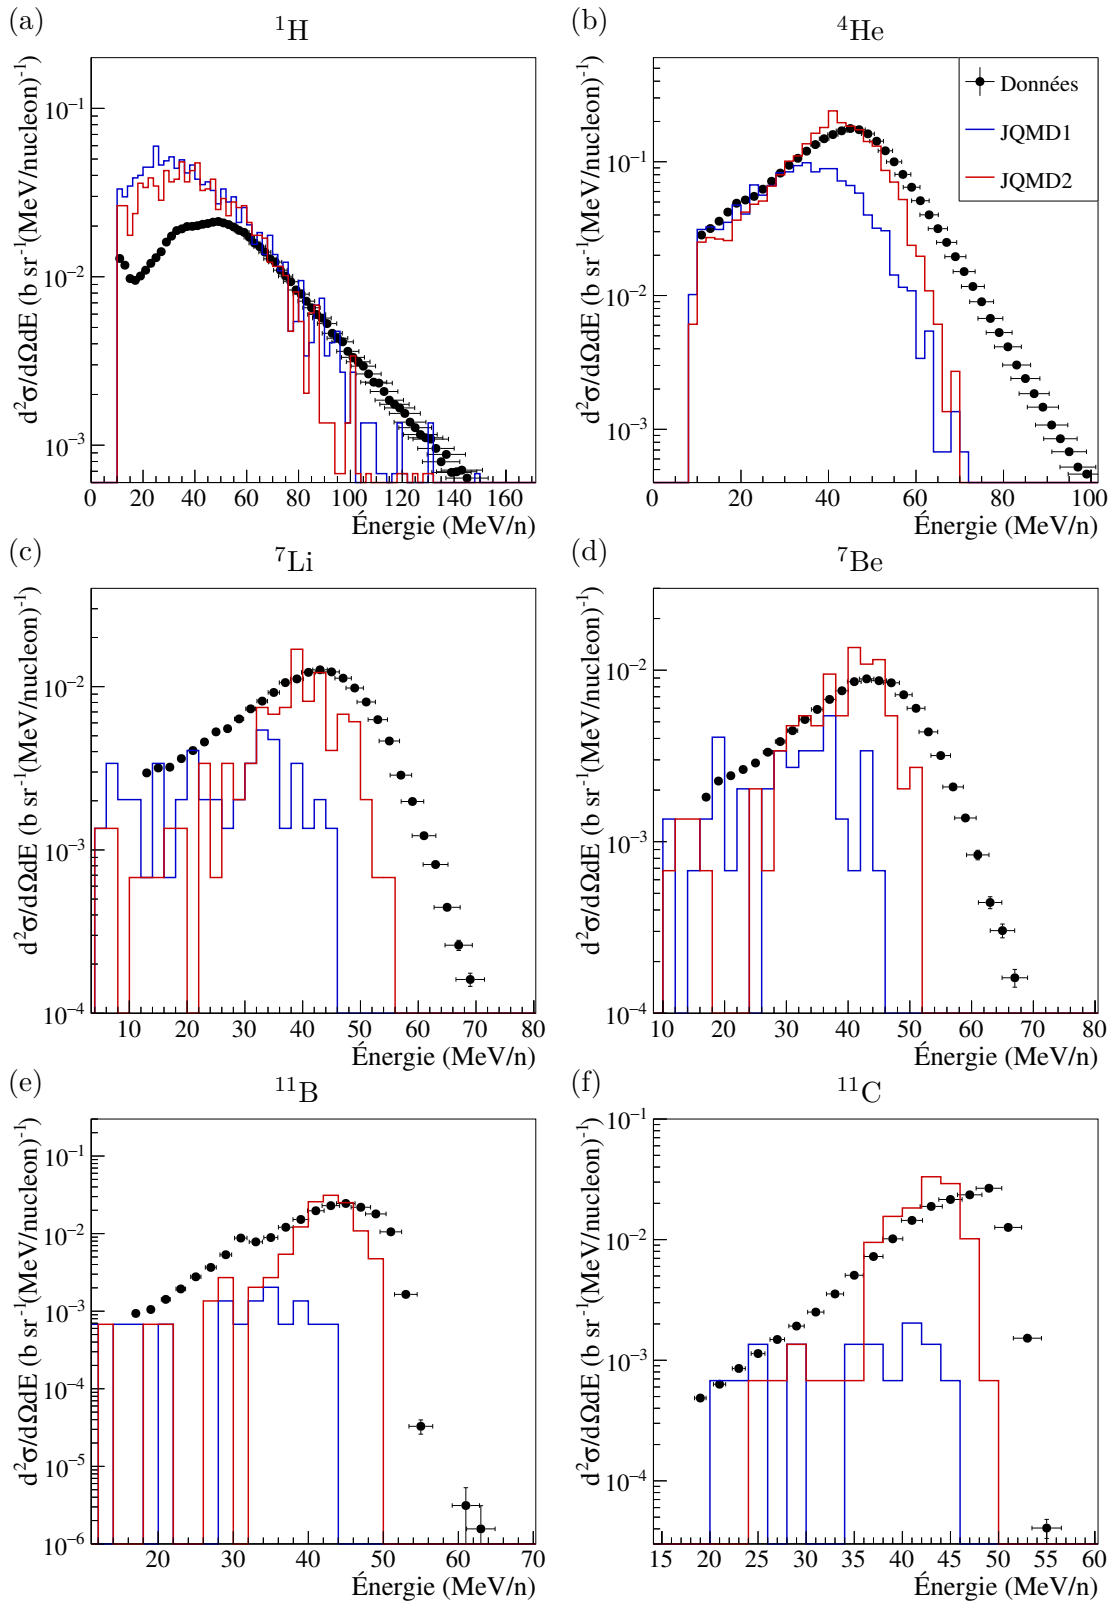 (a)
¹H
d²σ/dΩdE (b sr⁻¹(MeV/nucleon)⁻¹)
10⁻¹
10⁻²
10⁻³
0 20 40 60 80 100 120 140 160
Énergie (MeV/n)
(b)
⁴He
Données
JQMD1
JQMD2
d²σ/dΩdE (b sr⁻¹(MeV/nucleon)⁻¹)
10⁻¹
10⁻²
10⁻³
0 20 40 60 80 100
Énergie (MeV/n)
(c)
⁷Li
d²σ/dΩdE (b sr⁻¹(MeV/nucleon)⁻¹)
10⁻²
10⁻³
10⁻⁴
10 20 30 40 50 60 70 80
Énergie (MeV/n)
(d)
⁷Be
d²σ/dΩdE (b sr⁻¹(MeV/nucleon)⁻¹)
10⁻²
10⁻³
10⁻⁴
10 20 30 40 50 60 70 80
Énergie (MeV/n)
(e)
¹¹B
d²σ/dΩdE (b sr⁻¹(MeV/nucleon)⁻¹)
10⁻¹
10⁻²
10⁻³
10⁻⁴
10⁻⁵
10⁻⁶
20 30 40 50 60 70
Énergie (MeV/n)
(f)
¹¹C
d²σ/dΩdE (b sr⁻¹(MeV/nucleon)⁻¹)
10⁻¹
10⁻²
10⁻³
10⁻⁴
15 20 25 30 35 40 45 50 55 60
Énergie (MeV/n)